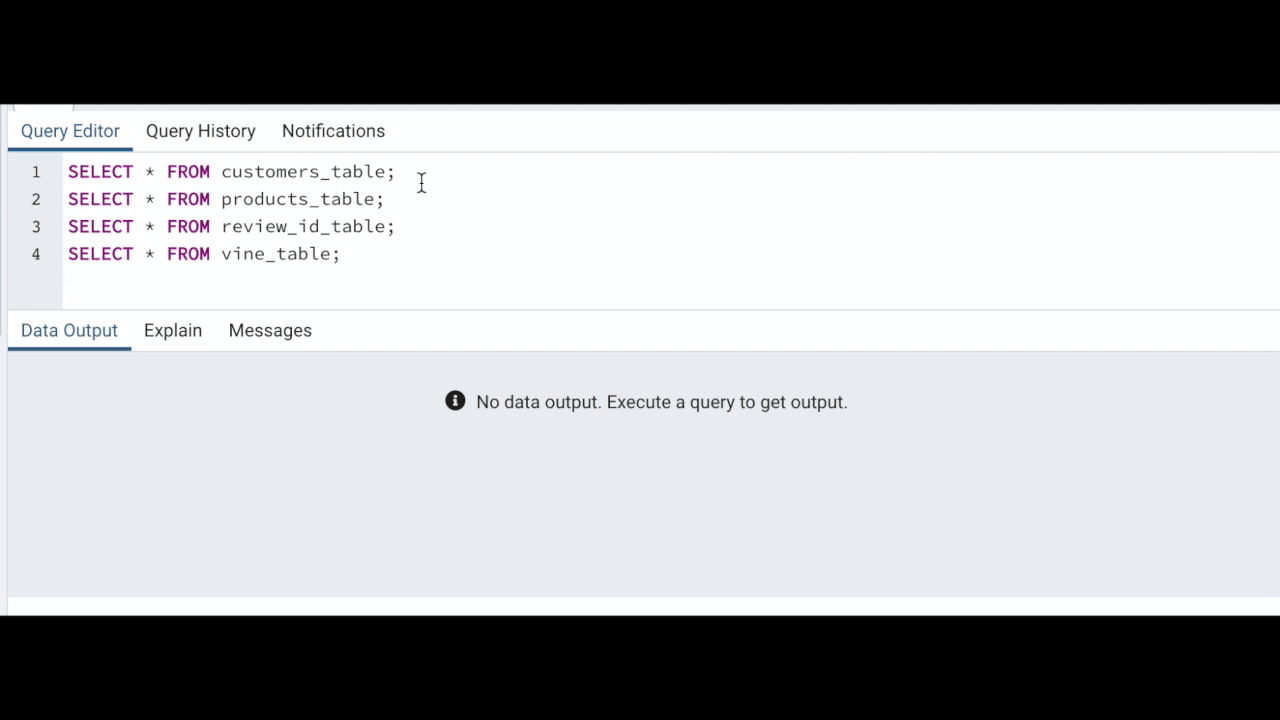 Query Editor Query History Notifications
1 SELECT * FROM customers_table;
2 SELECT * FROM products_table;
3 SELECT * FROM review_id_table;
4 SELECT * FROM vine_table;
Data Output Explain Messages
No data output. Execute a query to get output.